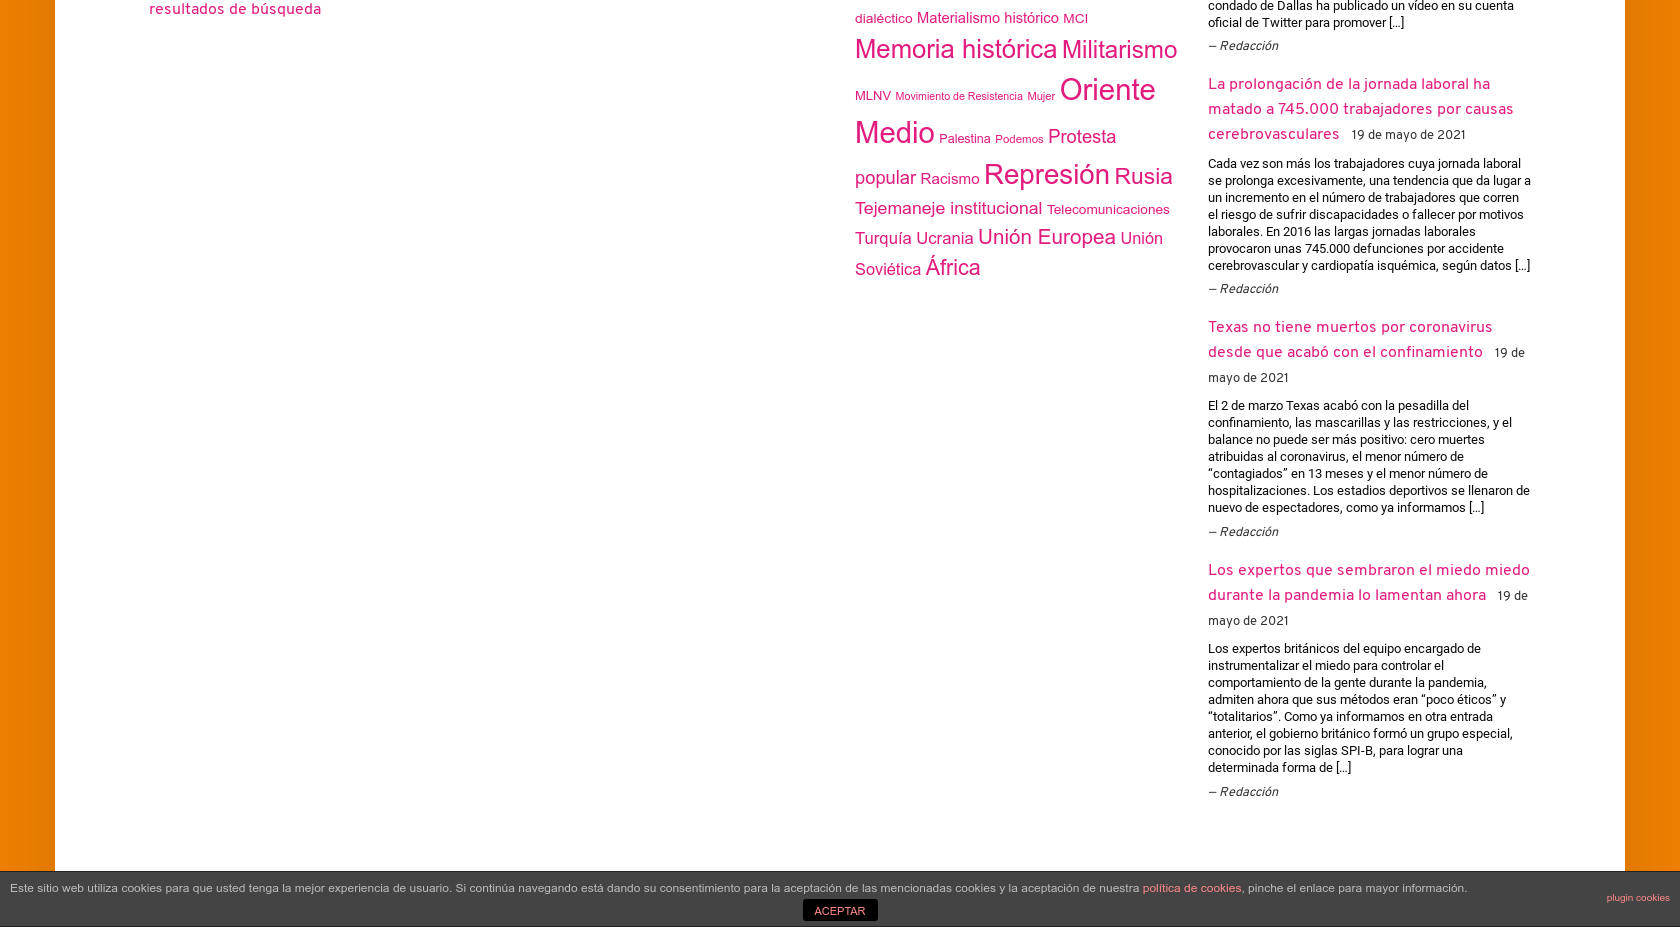 resultados de búsqueda
dialéctico Materialismo histórico MCI
Memoria histórica Militarismo
MLNV Movimiento de Resistencia Mujer Oriente
Medio Palestina Podemos Protesta
popular Racismo Represión Rusia
Tejemaneje institucional Telecomunicaciones
Turquía Ucrania Unión Europea Unión
Soviética África
condado de Dallas ha publicado un vídeo en su cuenta
oficial de Twitter para promover [...]
– Redacción
La prolongación de la jornada laboral ha
matado a 745.000 trabajadores por causas
cerebrovasculares 19 de mayo de 2021
Cada vez son más los trabajadores cuya jornada laboral
se prolonga excesivamente, una tendencia que da lugar a
un incremento en el número de trabajadores que corren
el riesgo de sufrir discapacidades o fallecer por motivos
laborales. En 2016 las largas jornadas laborales
provocaron unas 745.000 defunciones por accidente
cerebrovascular y cardiopatía isquémica, según datos [...]
– Redacción
Texas no tiene muertos por coronavirus
desde que acabó con el confinamiento 19 de
mayo de 2021
El 2 de marzo Texas acabó con la pesadilla del
confinamiento, las mascarillas y las restricciones, y el
balance no puede ser más positivo: cero muertes
atribuidas al coronavirus, el menor número de
“contagiados” en 13 meses y el menor número de
hospitalizaciones. Los estadios deportivos se llenaron de
nuevo de espectadores, como ya informamos [...]
– Redacción
Los expertos que sembraron el miedo miedo
durante la pandemia lo lamentan ahora 19 de
mayo de 2021
Los expertos británicos del equipo encargado de
instrumentalizar el miedo para controlar el
comportamiento de la gente durante la pandemia,
admiten ahora que sus métodos eran “poco éticos” y
“totalitarios”. Como ya informamos en otra entrada
anterior, el gobierno británico formó un grupo especial,
conocido por las siglas SPI-B, para lograr una
determinada forma de [...]
– Redacción
Este sitio web utiliza cookies para que usted tenga la mejor experiencia de usuario. Si continúa navegando está dando su consentimiento para la aceptación de las mencionadas cookies y la aceptación de nuestra política de cookies, pinche el enlace para mayor información.
plugin cookies
ACEPTAR